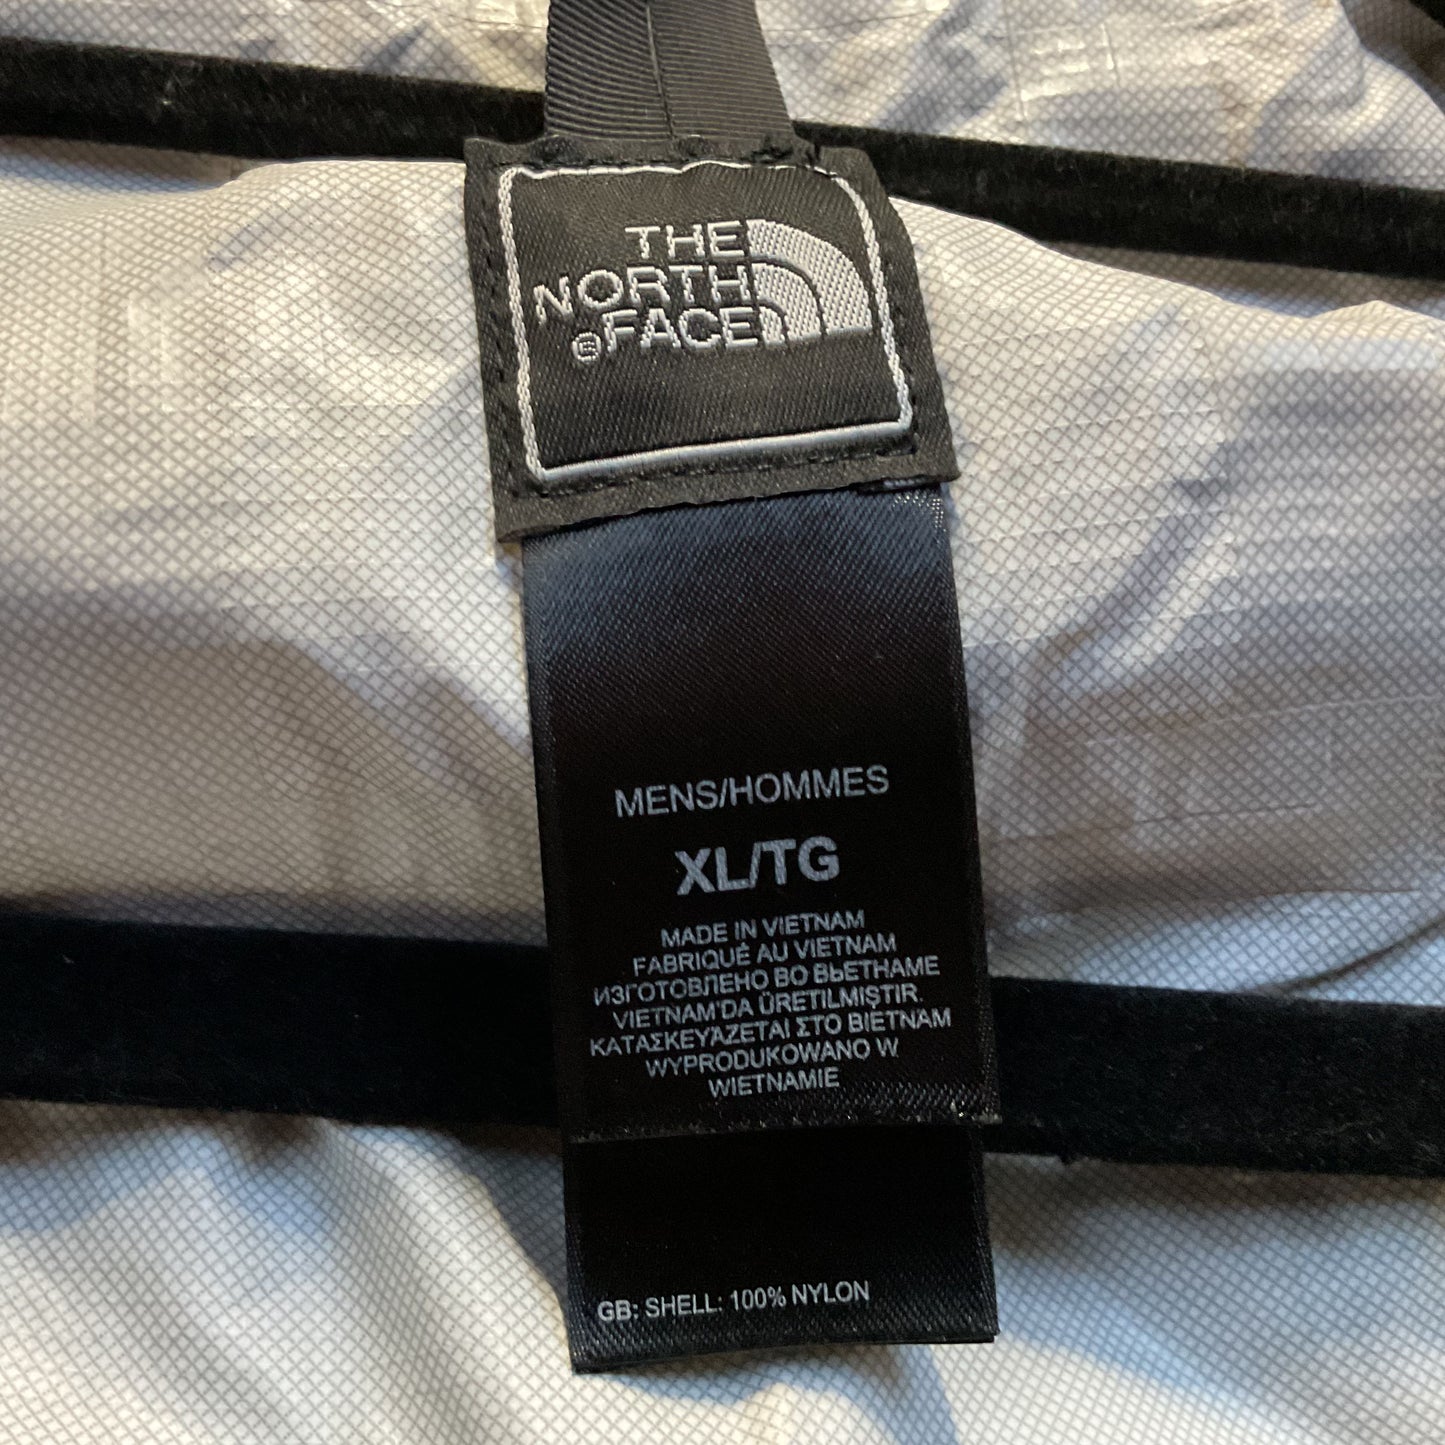 THE
NORTH
® FACE
MENS/HOMMES
XL/TG
MADE IN VIETNAM
FABRIQUÉ AU VIETNAM
ИЗГОТОВЛЕНО ВО ВЬЕТНАМЕ
VIETNAM'DA ÜRETILMIŞTIR.
ΚΑΤΑΣΚΕΥΆΖΕΤΑΙ ΣΤΟ ΒΙΕΤΝΑΜ
WYPRODUKOWANO W
WIETNAMIE
GB: SHELL: 100% NYLON